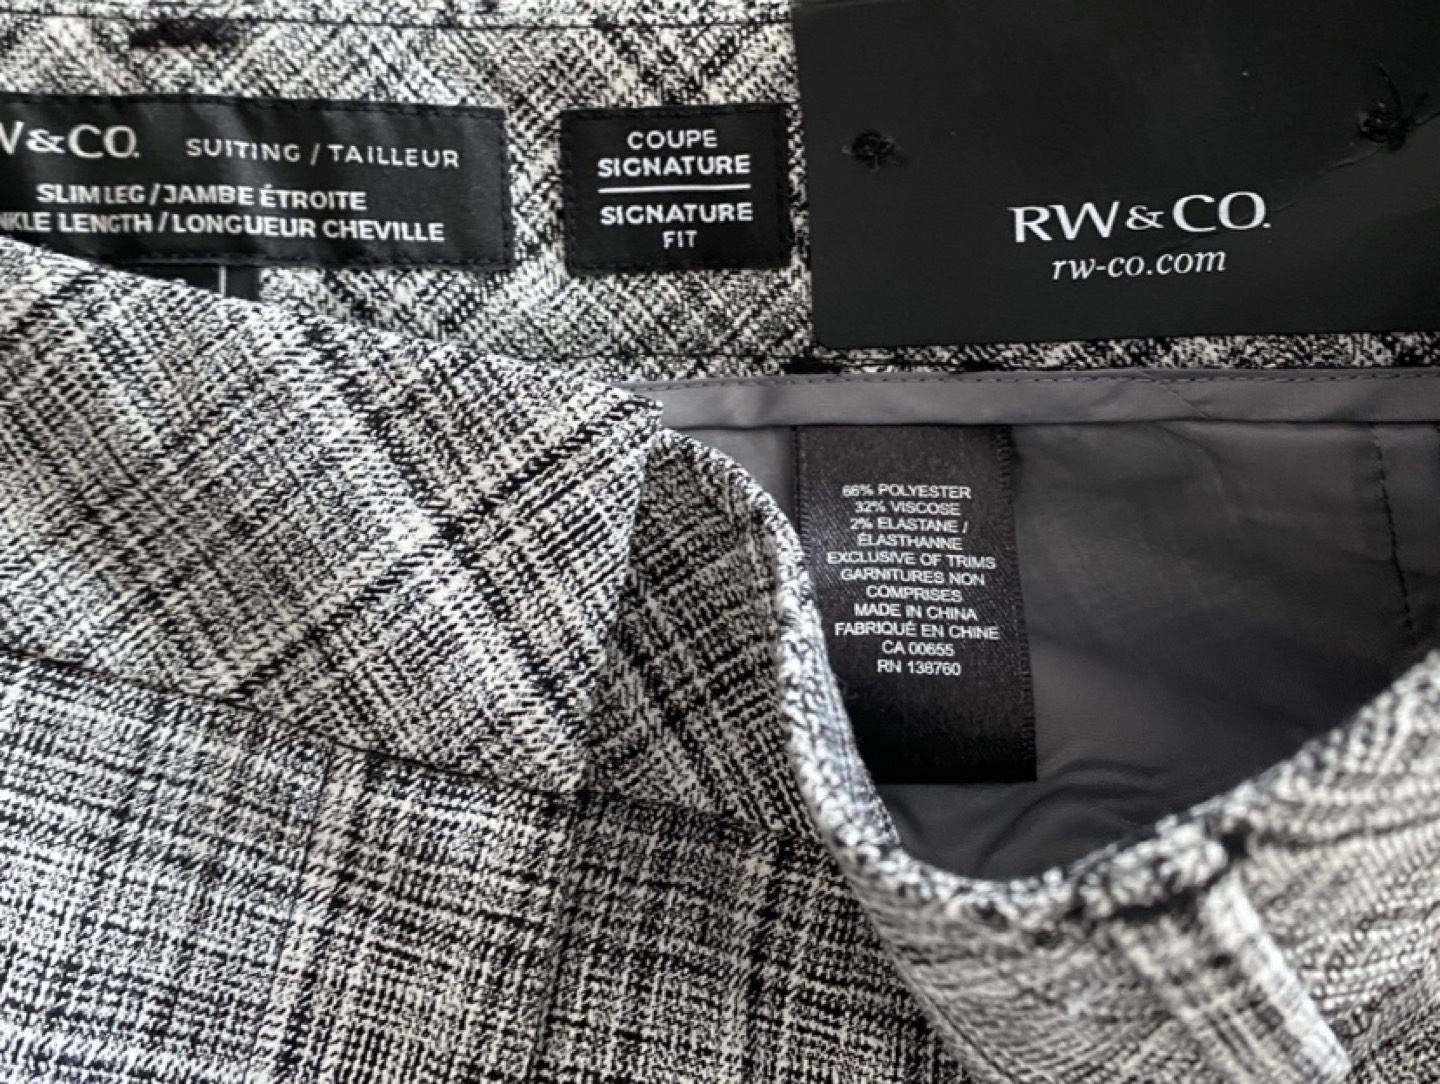 W&CO. SUITING / TAILLEUR
SLIM LEG / JAMBE ÉTROITE
NKLE LENGTH / LONGUEUR CHEVILLE
COUPE
SIGNATURE
SIGNATURE
FIT
RW&CO.
rw-co.com
66% POLYESTER
32% VISCOSE
2% ELASTANE /
ÉLASTHANNE
EXCLUSIVE OF TRIMS
GARNITURES NON
COMPRISES
MADE IN CHINA
FABRIQUÉ EN CHINE
CA 00655
RN 138760